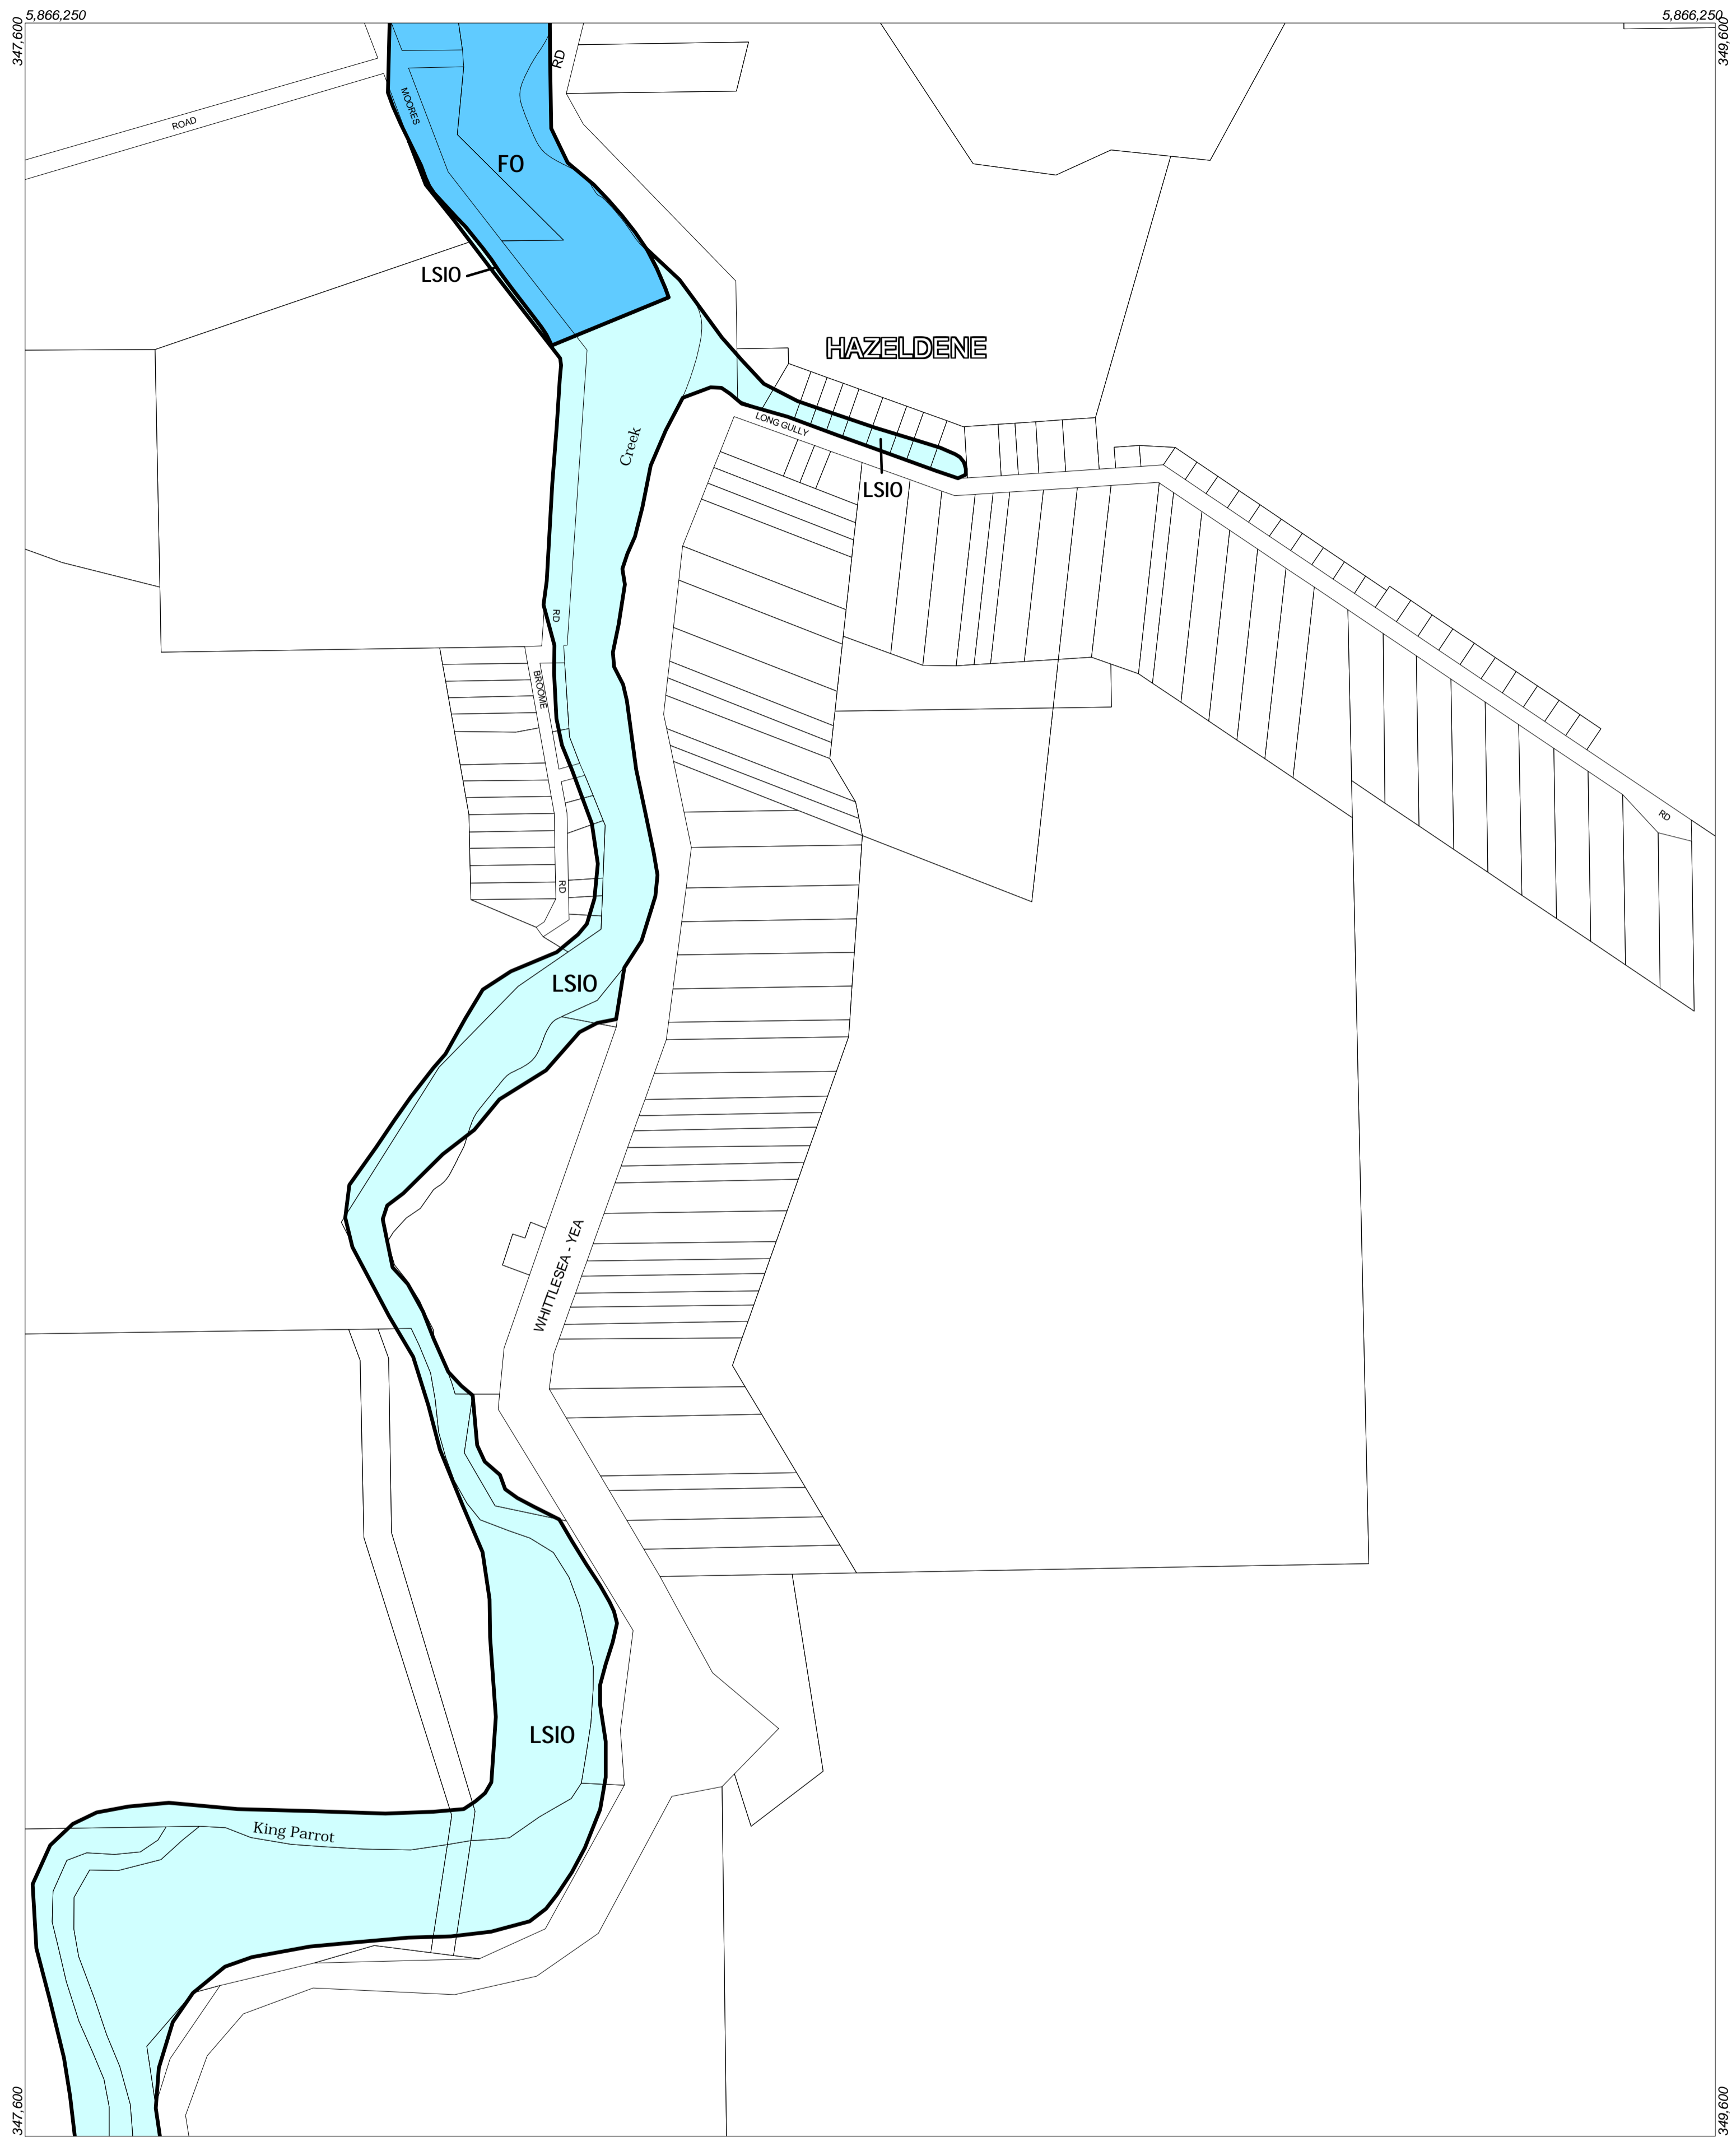 5,866,250
5,866,250
347,600
349,600
RD
MOORES
ROAD
FO
LSIO
HAZELDENE
LONG GULLY
Creek
LSIO
RD
BROOME
RD
RD
LSIO
WHITTLESEA - YEA
LSIO
King Parrot
347,600
349,600